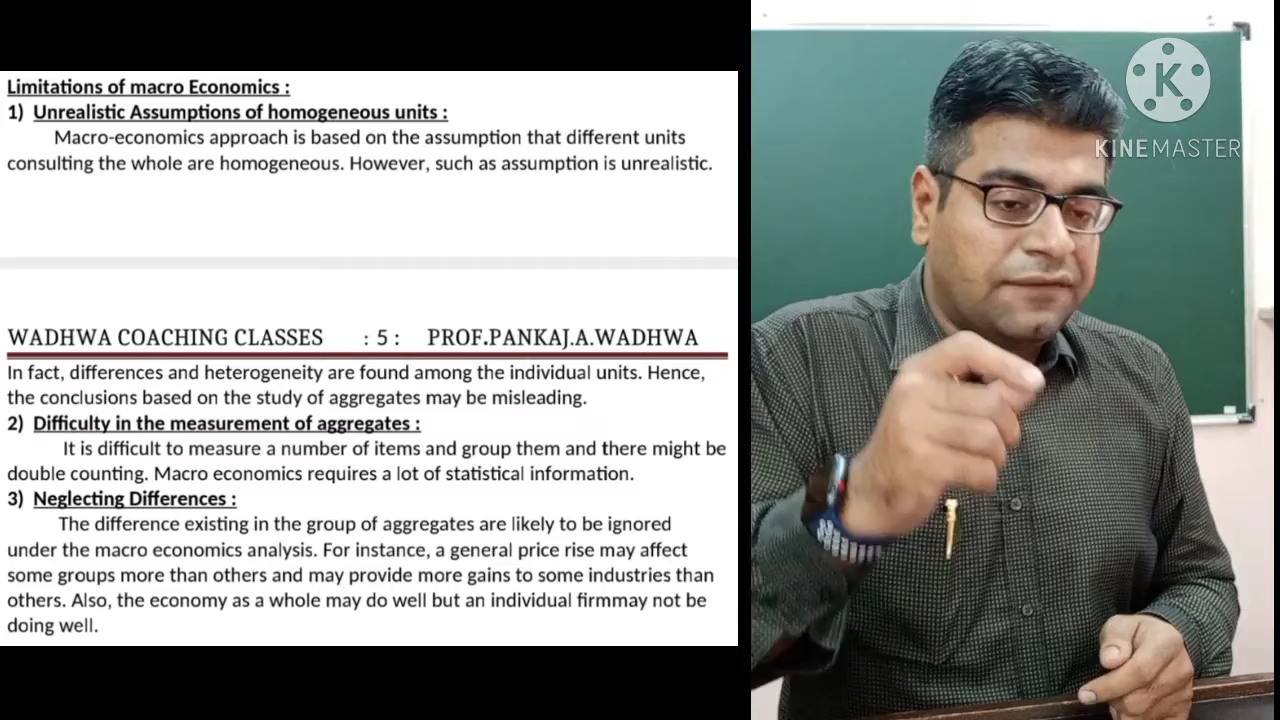 Limitations of macro Economics :
1) Unrealistic Assumptions of homogeneous units :
Macro-economics approach is based on the assumption that different units
consulting the whole are homogeneous. However, such as assumption is unrealistic.
WADHWA COACHING CLASSES : 5 : PROF.PANKAJ.A.WADHWA
In fact, differences and heterogeneity are found among the individual units. Hence,
the conclusions based on the study of aggregates may be misleading.
2) Difficulty in the measurement of aggregates :
It is difficult to measure a number of items and group them and there might be
double counting. Macro economics requires a lot of statistical information.
3) Neglecting Differences :
The difference existing in the group of aggregates are likely to be ignored
under the macro economics analysis. For instance, a general price rise may affect
some groups more than others and may provide more gains to some industries than
others. Also, the economy as a whole may do well but an individual firmmay not be
doing well.
K
KINEMASTER